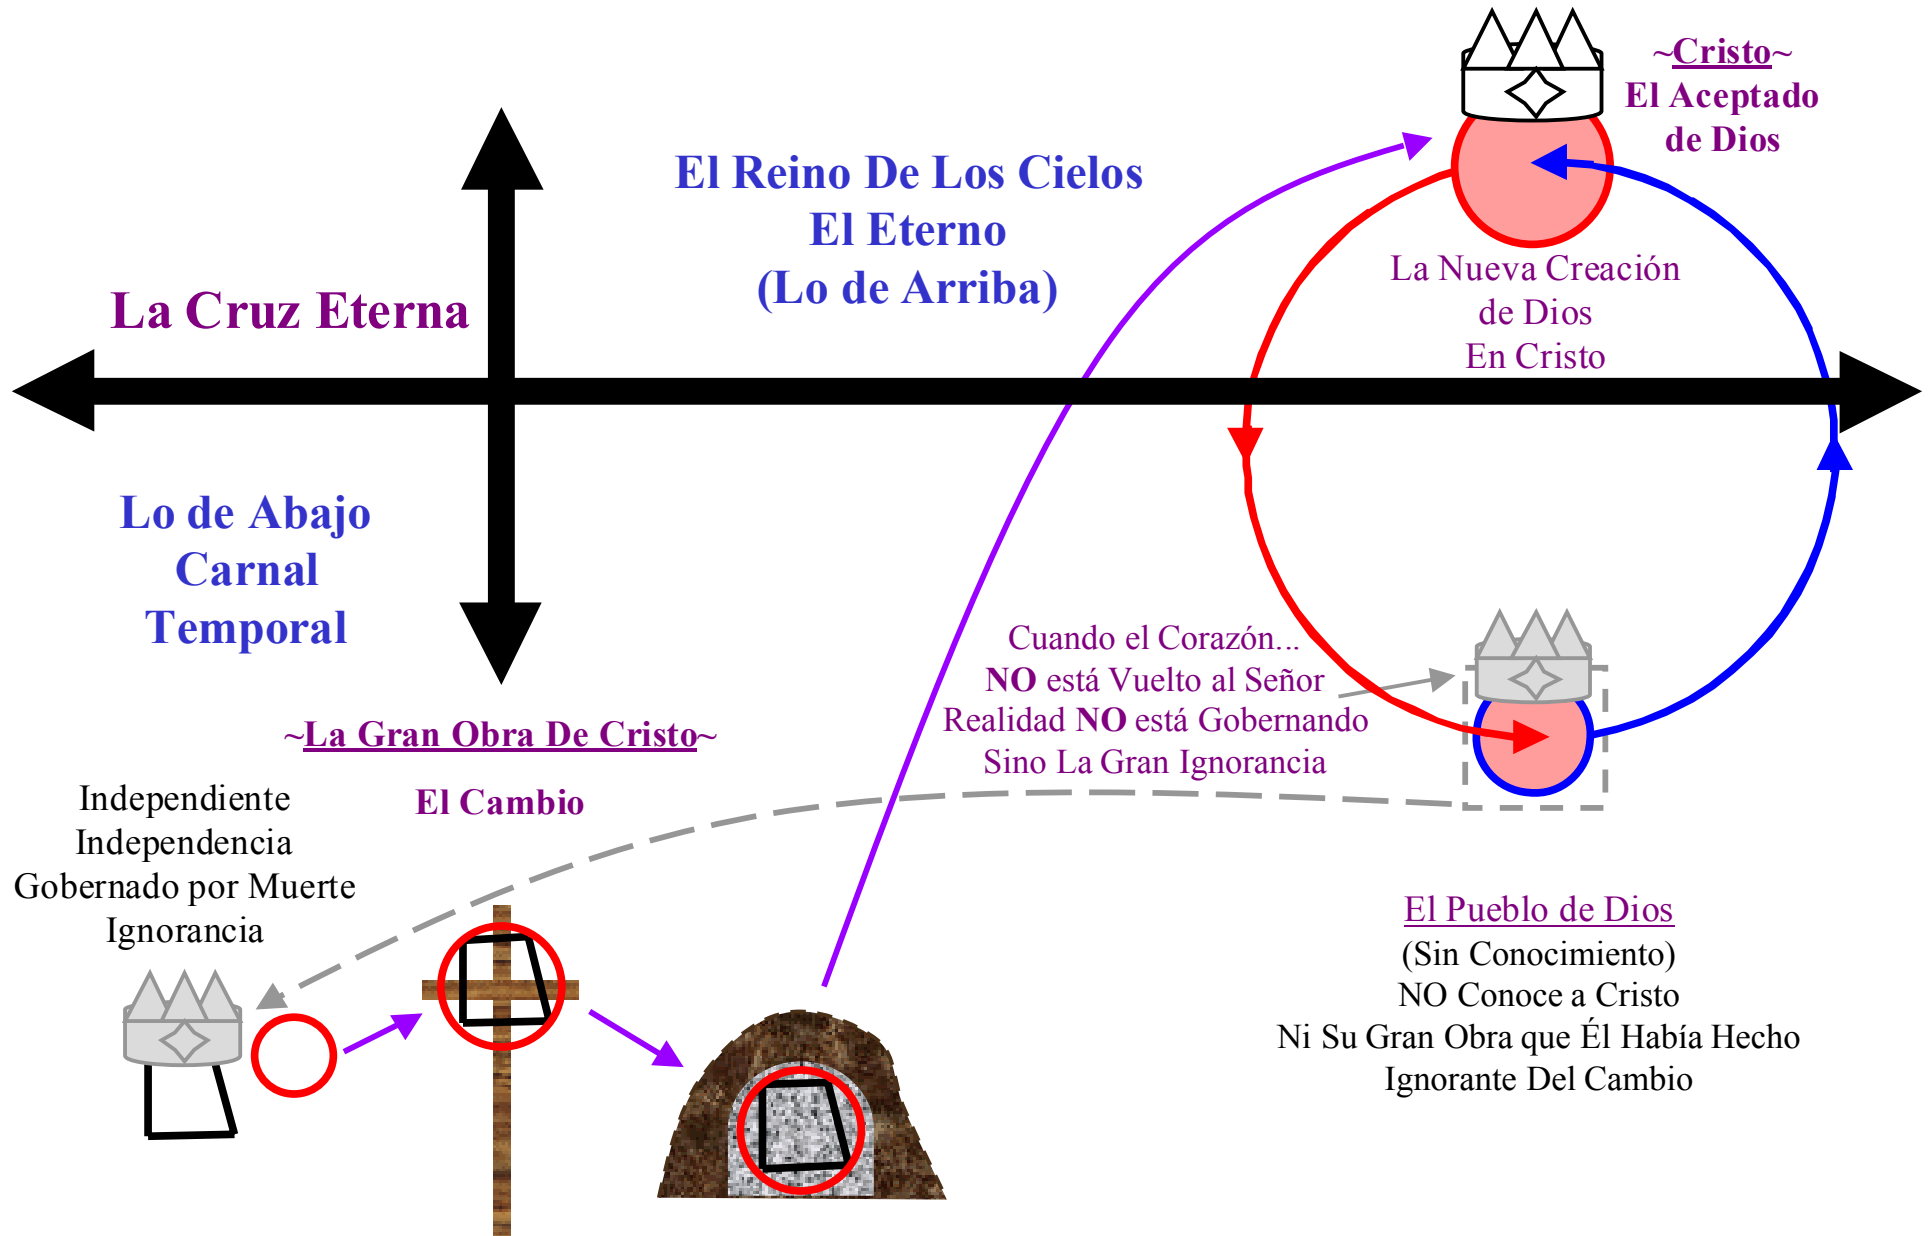 ~Cristo~
El Aceptado
de Dios
El Reino De Los Cielos
El Eterno
(Lo de Arriba)
La Cruz Eterna
La Nueva Creación
de Dios
En Cristo
Lo de Abajo
Carnal
Temporal
Cuando el Corazón...
NO está Vuelto al Señor
Realidad NO está Gobernando
Sino La Gran Ignorancia
~La Gran Obra De Cristo~
El Cambio
Independiente
Independencia
Gobernado por Muerte
Ignorancia
El Pueblo de Dios
(Sin Conocimiento)
NO Conoce a Cristo
Ni Su Gran Obra que Él Había Hecho
Ignorante Del Cambio